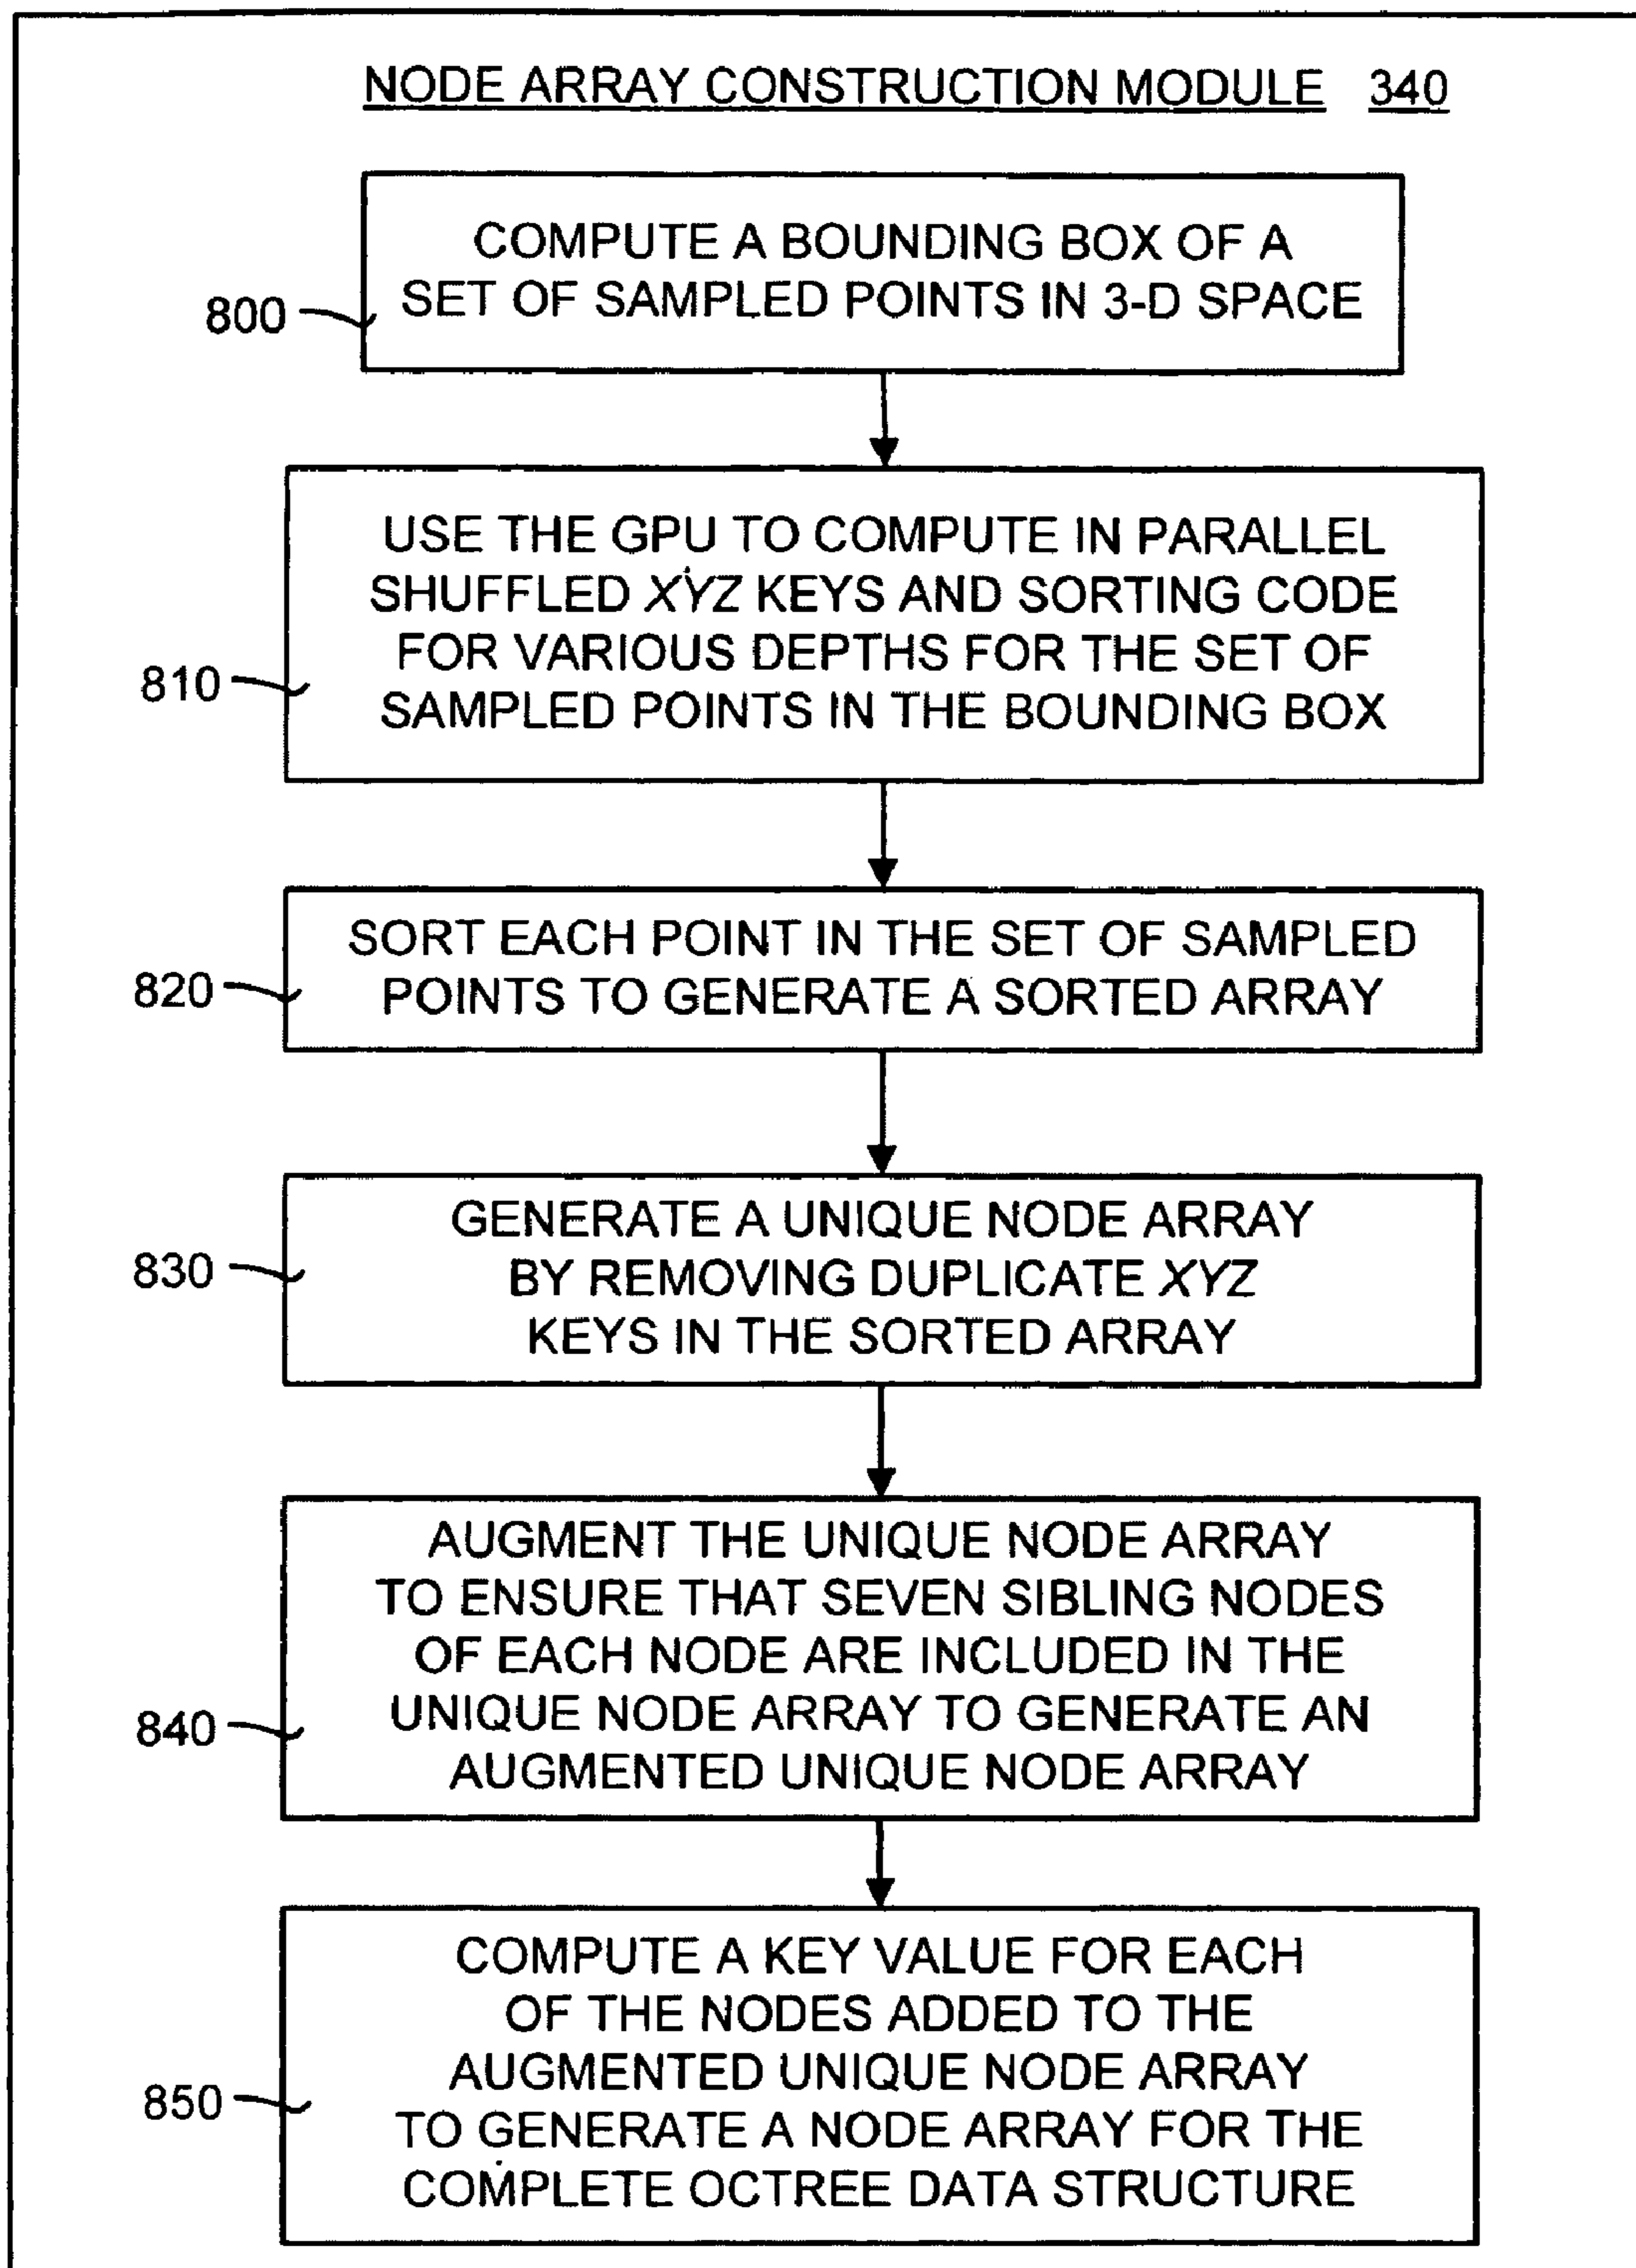 NODE ARRAY CONSTRUCTION MODULE 340
COMPUTE A BOUNDING BOX OF A
SET OF SAMPLED POINTS IN 3-D SPACE
800
USE THE GPU TO COMPUTE IN PARALLEL
SHUFFLED XYZ KEYS AND SORTING CODE
FOR VARIOUS DEPTHS FOR THE SET OF
SAMPLED POINTS IN THE BOUNDING BOX
810
SORT EACH POINT IN THE SET OF SAMPLED
POINTS TO GENERATE A SORTED ARRAY
820
GENERATE A UNIQUE NODE ARRAY
BY REMOVING DUPLICATE XYZ
KEYS IN THE SORTED ARRAY
830
AUGMENT THE UNIQUE NODE ARRAY
TO ENSURE THAT SEVEN SIBLING NODES
OF EACH NODE ARE INCLUDED IN THE
UNIQUE NODE ARRAY TO GENERATE AN
AUGMENTED UNIQUE NODE ARRAY
840
COMPUTE A KEY VALUE FOR EACH
OF THE NODES ADDED TO THE
AUGMENTED UNIQUE NODE ARRAY
TO GENERATE A NODE ARRAY FOR THE
COMPLETE OCTREE DATA STRUCTURE
850